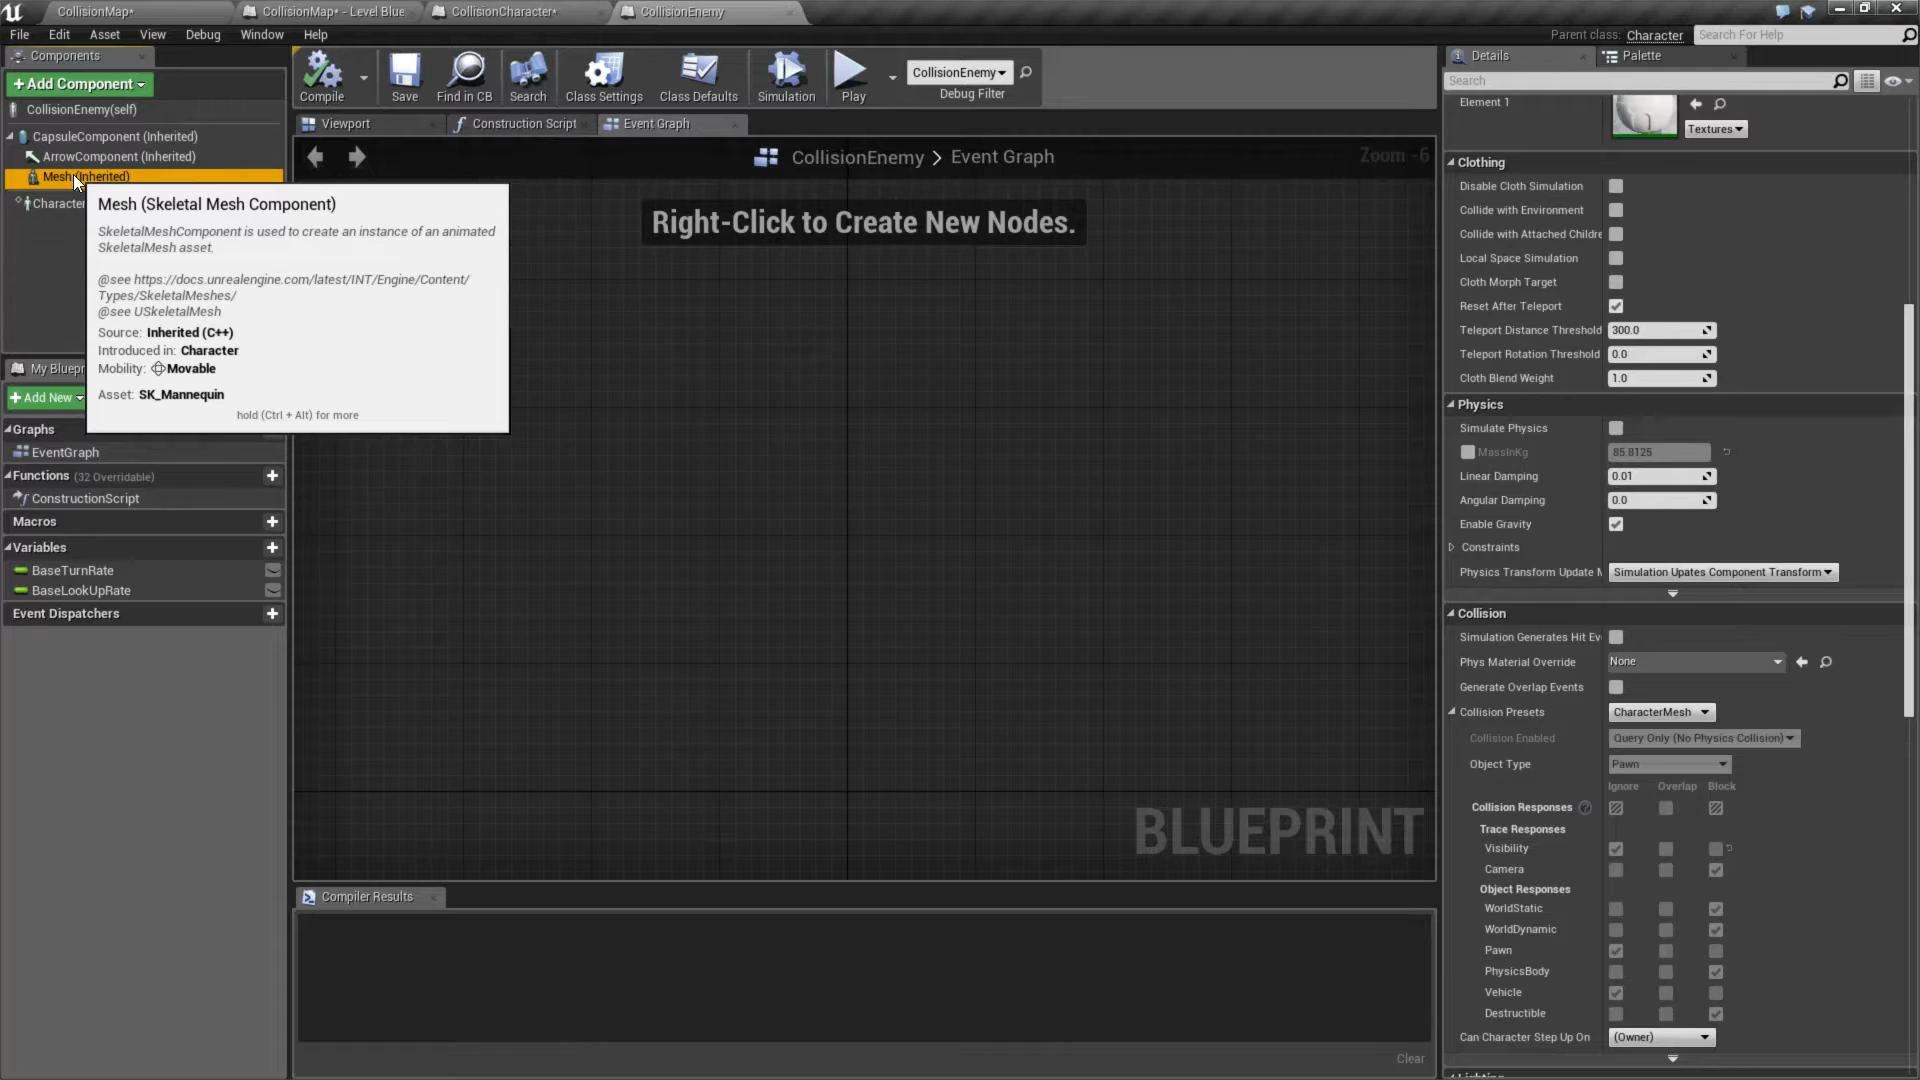 CollisionMap*
CollisionMap* - Level Blue
CollisionCharacter*
CollisionEnemy
File
Edit
Asset
View
Debug
Window
Help
Parent class: Character
Search For Help
Components
+Add Component
CollisionEnemy(self)
CapsuleComponent (Inherited)
ArrowComponent (Inherited)
Mesh (Inherited)
Character
Mesh (Skeletal Mesh Component)
SkeletalMeshComponent is used to create an instance of an animated
SkeletalMesh asset.
@see https://docs.unrealengine.com/latest/INT/Engine/Content/
Types/SkeletalMeshes/
@see USkeletalMesh
Source: Inherited (C++)
Introduced in: Character
Mobility: Movable
Asset: SK_Mannequin
hold (Ctrl + Alt) for more
My Bluepr
+Add New
Graphs
EventGraph
Functions (32 Overridable)
ConstructionScript
Macros
Variables
BaseTurnRate
BaseLookUpRate
Event Dispatchers
Compile
Save
Find in CB
Search
Class Settings
Class Defaults
Simulation
Play
CollisionEnemy
Debug Filter
Viewport
Construction Script
Event Graph
CollisionEnemy > Event Graph
Zoom -6
Right-Click to Create New Nodes.
BLUEPRINT
Compiler Results
Clear
Details
Palette
Search
Element 1
Textures
Clothing
Disable Cloth Simulation
Collide with Environment
Collide with Attached Childre
Local Space Simulation
Cloth Morph Target
Reset After Teleport
Teleport Distance Threshold 300.0
Teleport Rotation Threshold 0.0
Cloth Blend Weight 1.0
Physics
Simulate Physics
MassInKg 85.8125
Linear Damping 0.01
Angular Damping 0.0
Enable Gravity
Constraints
Physics Transform Update M Simulation Upates Component Transform
Collision
Simulation Generates Hit Ev
Phys Material Override None
Generate Overlap Events
Collision Presets CharacterMesh
Collision Enabled Query Only (No Physics Collision)
Object Type Pawn
Ignore Overlap Block
Collision Responses
Trace Responses
Visibility
Camera
Object Responses
WorldStatic
WorldDynamic
Pawn
PhysicsBody
Vehicle
Destructible
Can Character Step Up On (Owner)
Lighting